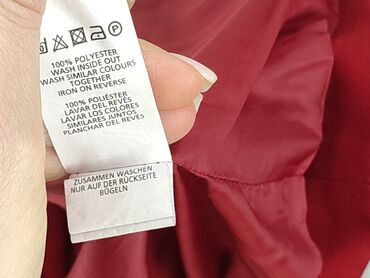 100% POLYESTER
WASH INSIDE OUT
WASH SIMILAR COLOURS
TOGETHER
IRON ON REVERSE
100% POLIÉSTER
LAVAR DEL REVÉS
LAVAR LOS COLORES
SIMILARES JUNTOS
PLANCHAR DEL REVÉS
ZUSAMMEN WASCHEN
NUR AUF DER RÜCKSEITE
BÜGELN